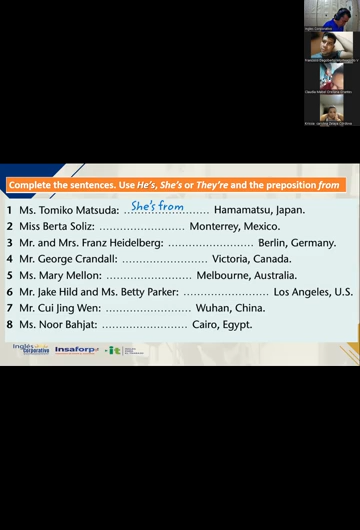 Complete the sentences. Use He's, She's or They're and the preposition from
1 Ms. Tomiko Matsuda: She's from Hamamatsu, Japan.
2 Miss Berta Soliz: .......................... Monterrey, Mexico.
3 Mr. and Mrs. Franz Heidelberg: .......................... Berlin, Germany.
4 Mr. George Crandall: .......................... Victoria, Canada.
5 Ms. Mary Mellon: .......................... Melbourne, Australia.
6 Mr. Jake Hild and Ms. Betty Parker: .......................... Los Angeles, U.S.
7 Mr. Cui Jing Wen: .......................... Wuhan, China.
8 Ms. Noor Bahjat: .......................... Cairo, Egypt.
Inglés
Corporativo
Insaforp
it